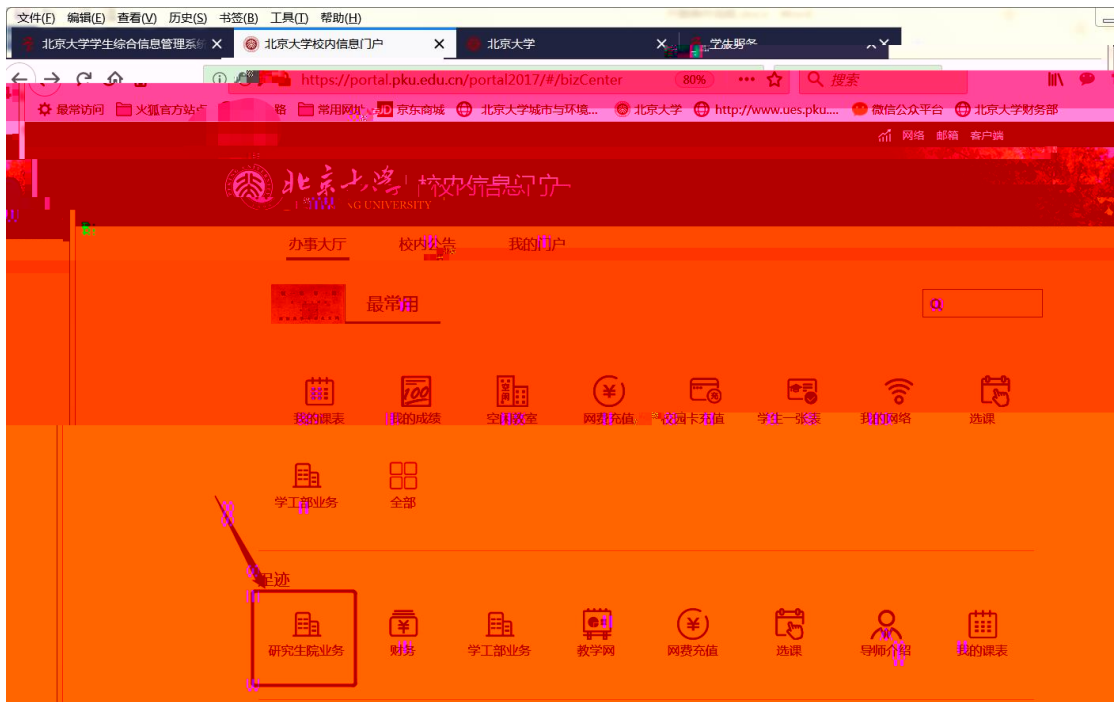 文件(F) 编辑(E) 查看(V) 历史(S) 书签(B) 工具(T) 帮助(H)
北京大学学生综合信息管理系统 北京大学校内信息门户 北京大学
https://portal.pku.edu.cn/portal2017/#/bizCenter 80% 搜索
最常访问 火狐官方站点 常用网址 JD 京东商城 北京大学城市与环境... 北京大学 http://www.ues.pku.... 微信公众平台 北京大学财务部
网络 邮箱 客户端
北京大学 校内信息门户
NG UNIVERSITY
办事大厅 校内公告 我的门户
最常用
我的课表 我的成绩 空闲教室 网费充值 校园卡充值 学生一张表 我的网络 选课
学工部业务 全部
足迹
研究生院业务 财务 学工部业务 教学网 网费充值 选课 导师介绍 我的课表